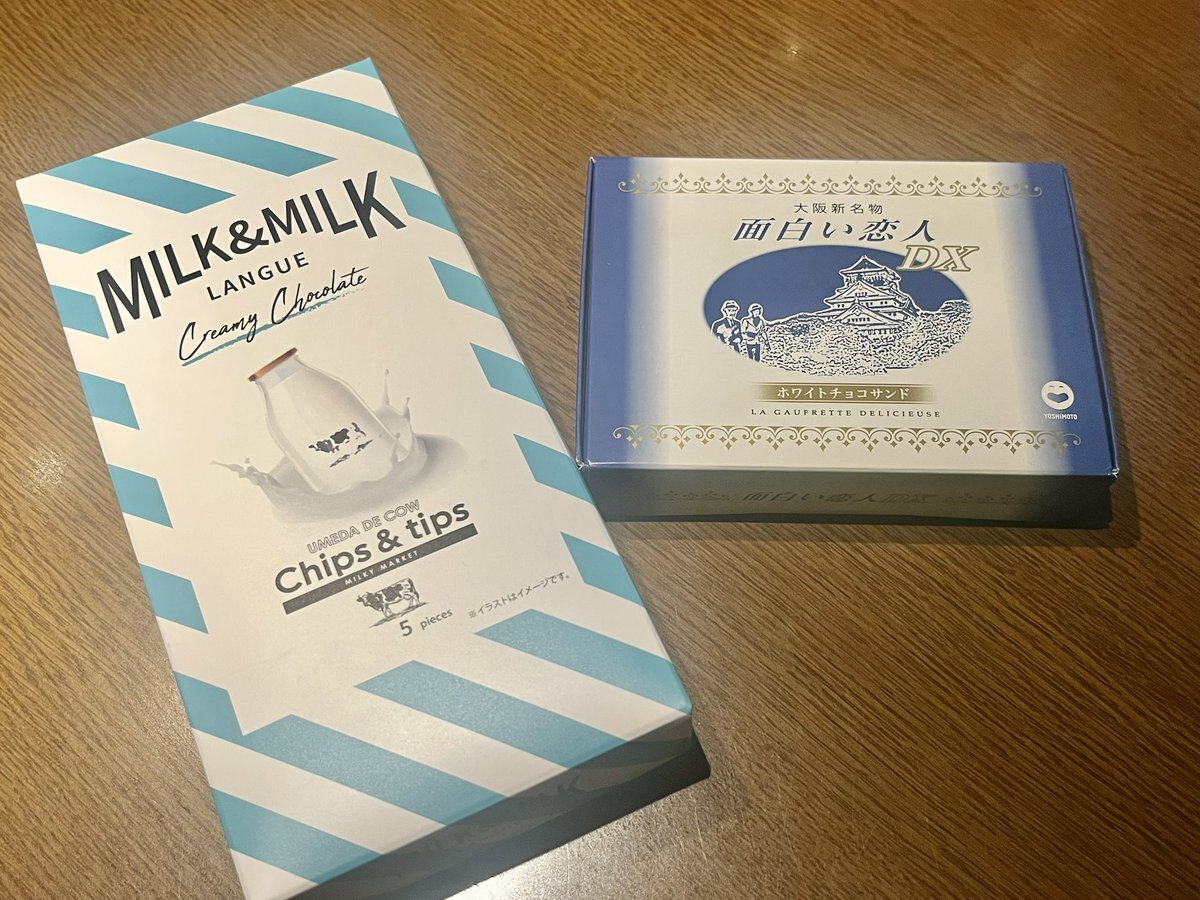 MILK&MILK
LANGUE
Creamy Chocolate
UMEDA DE COW
Chips & tips
MILKY MARKET
5 pieces
※イラストはイメージです。
大阪新名物
面白い恋人
DX
ホワイトチョコサンド
LA GAUFRETTE DELICIEUSE
YOSHIMOTO
面白い恋人DX